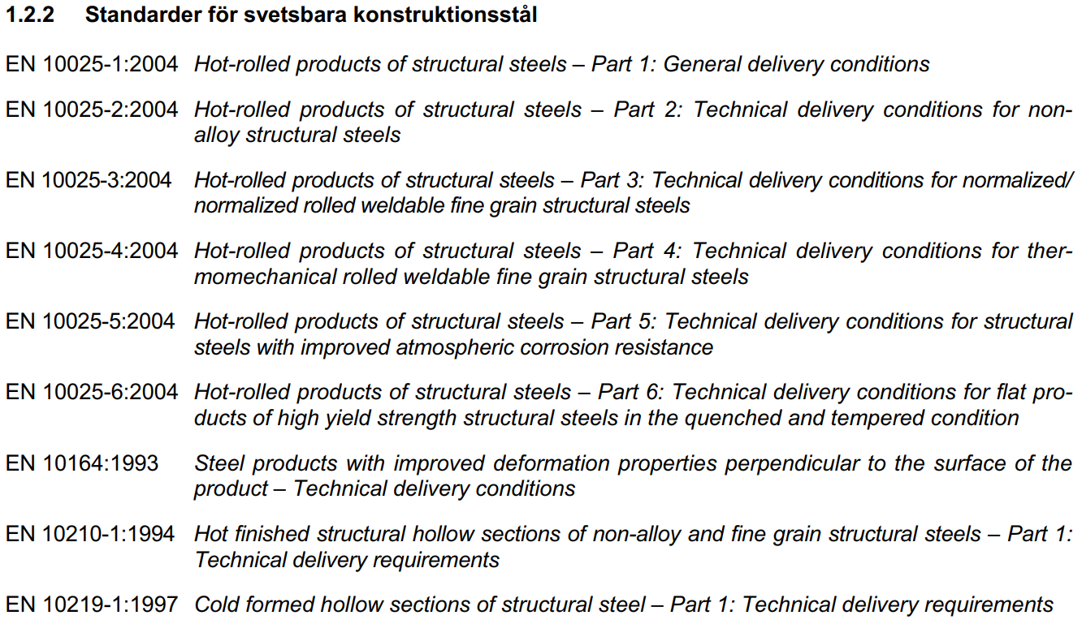 1.2.2 Standarder för svetsbara konstruktionsstål
EN 10025-1:2004 Hot-rolled products of structural steels – Part 1: General delivery conditions
EN 10025-2:2004 Hot-rolled products of structural steels – Part 2: Technical delivery conditions for non-
alloy structural steels
EN 10025-3:2004 Hot-rolled products of structural steels – Part 3: Technical delivery conditions for normalized/
normalized rolled weldable fine grain structural steels
EN 10025-4:2004 Hot-rolled products of structural steels – Part 4: Technical delivery conditions for ther-
momechanical rolled weldable fine grain structural steels
EN 10025-5:2004 Hot-rolled products of structural steels – Part 5: Technical delivery conditions for structural
steels with improved atmospheric corrosion resistance
EN 10025-6:2004 Hot-rolled products of structural steels – Part 6: Technical delivery conditions for flat pro-
ducts of high yield strength structural steels in the quenched and tempered condition
EN 10164:1993 Steel products with improved deformation properties perpendicular to the surface of the
product – Technical delivery conditions
EN 10210-1:1994 Hot finished structural hollow sections of non-alloy and fine grain structural steels – Part 1:
Technical delivery requirements
EN 10219-1:1997 Cold formed hollow sections of structural steel – Part 1: Technical delivery requirements